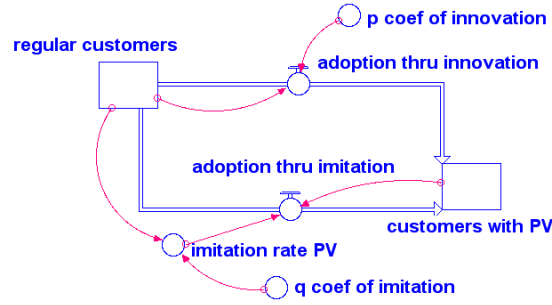 p coef of innovation
regular customers
adoption thru innovation
adoption thru imitation
customers with PV
imitation rate PV
q coef of imitation